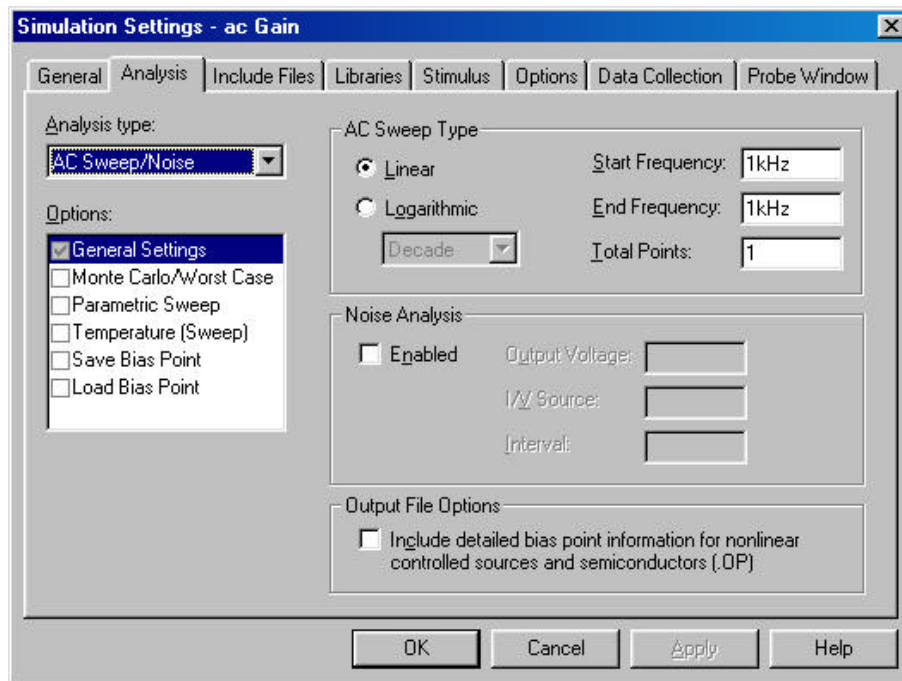 Simulation Settings - ac Gain
General Analysis Include Files Libraries Stimulus Options Data Collection Probe Window
Analysis type:
AC Sweep/Noise
Options:
General Settings
Monte Carlo/Worst Case
Parametric Sweep
Temperature (Sweep)
Save Bias Point
Load Bias Point
AC Sweep Type
Linear
Logarithmic
Decade
Start Frequency: 1kHz
End Frequency: 1kHz
Total Points: 1
Noise Analysis
Enabled
Output Voltage:
I/V Source:
Interval:
Output File Options
Include detailed bias point information for nonlinear
controlled sources and semiconductors (.OP)
OK Cancel Apply Help